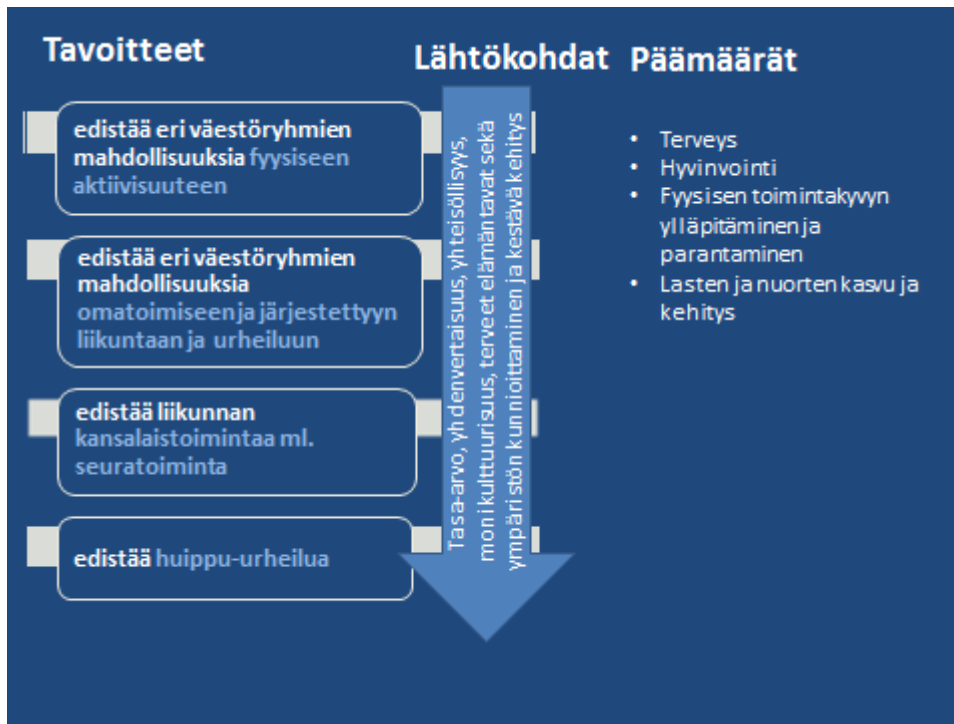 Tavoitteet
edistää eri väestöryhmien
mahdollisuuksia fyysiseen
aktiivisuuteen
edistää eri väestöryhmien
mahdollisuuksia
omatoimiseen ja järjestettyyn
liikuntaan ja urheiluun
edistää liikunnan
kansalaistoimintaa ml.
seuratoiminta
edistää huippu-urheilua
Lähtökohdat
Tasa-arvo, yhdenvertaisuus, yhteisöllisyys,
monikulttuurisuus, terveet elämäntavat sekä
ympäristön kunnioittaminen ja kestävä kehitys
Päämäärät
• Terveys
• Hyvinvointi
• Fyysisen toimintakyvyn
ylläpitäminen ja
parantaminen
• Lasten ja nuorten kasvu ja
kehitys